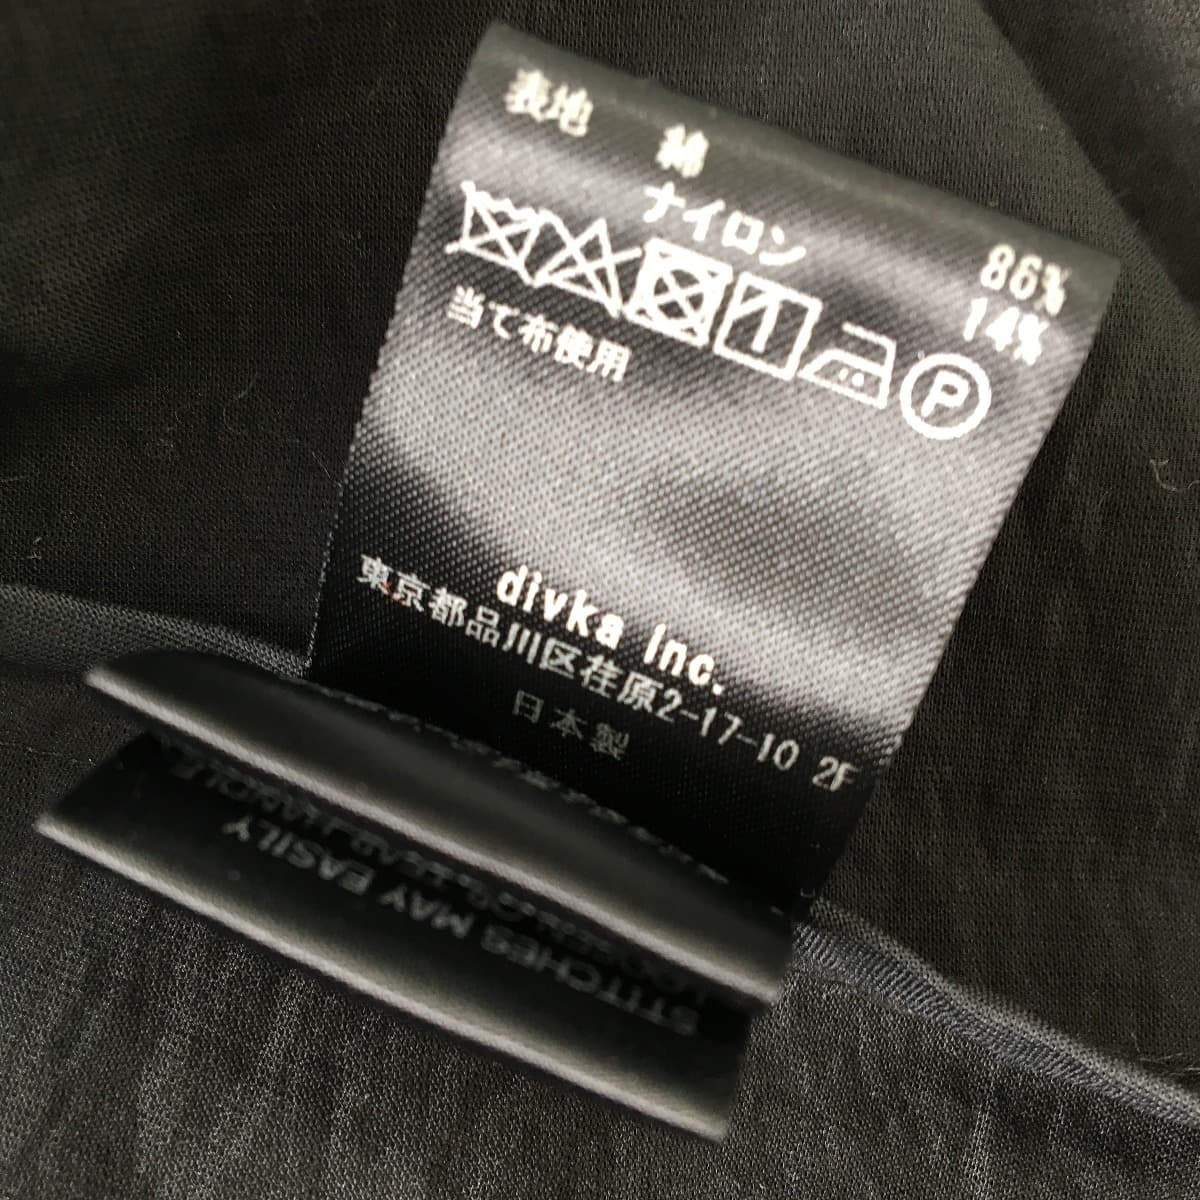 表地 綿 86%
ナイロン 14%
P
当て布使用
divka inc.
東京都品川区荏原2-17-10 2F
日本製
STITCHES MAY EASILY